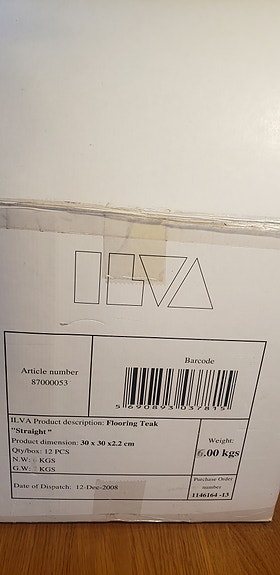 ILVA
Article number
87000053
Barcode
5 690893 037815
ILVA Product description: Flooring Teak
"Straight"
Product dimension: 30 x 30 x2.2 cm
Qty/box: 12 PCS
N.W: KGS
G.W: KGS
Weight:
6.00 kgs
Date of Dispatch: 12-Dec-2008
Purchase Order
number
1146164 -13